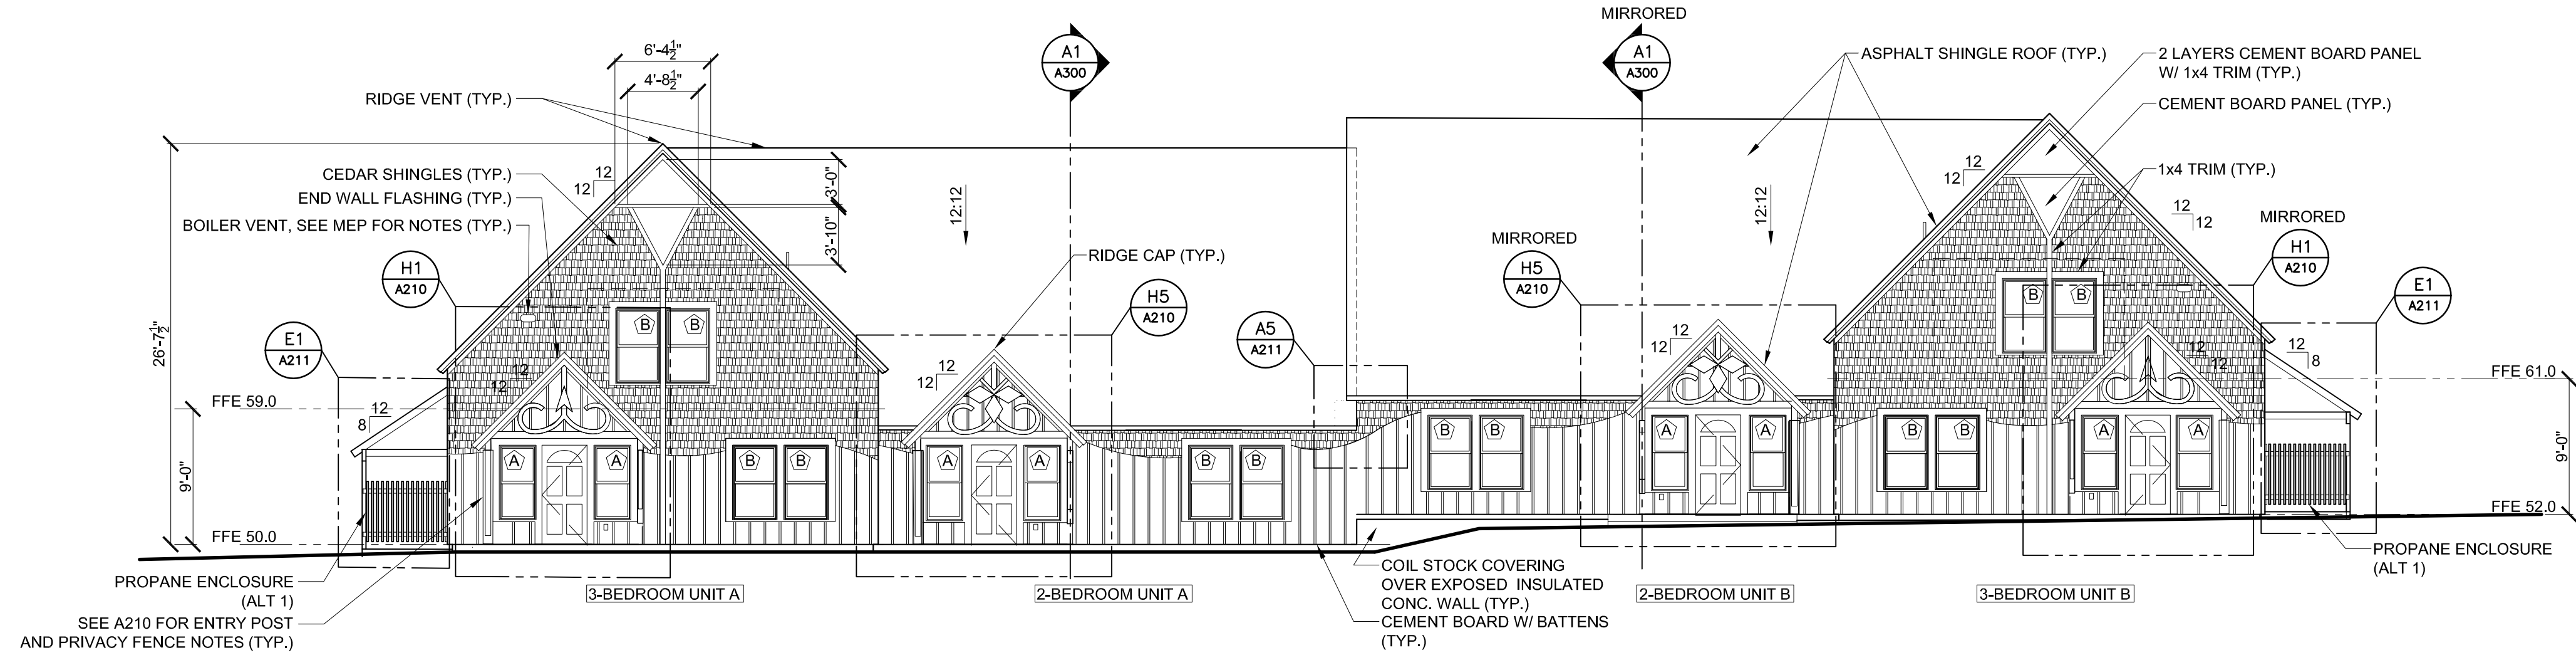 MIRRORED
A1
A300
A1
A300
6'-4½"
4'-8½"
RIDGE VENT (TYP.)
ASPHALT SHINGLE ROOF (TYP.)
2 LAYERS CEMENT BOARD PANEL
W/ 1x4 TRIM (TYP.)
CEMENT BOARD PANEL (TYP.)
CEDAR SHINGLES (TYP.)
END WALL FLASHING (TYP.)
BOILER VENT, SEE MEP FOR NOTES (TYP.)
12
12
3'-0"
3'-10"
12:12
12:12
12
12
1x4 TRIM (TYP.)
12
12
MIRRORED
H1
A210
MIRRORED
H5
A210
H1
A210
RIDGE CAP (TYP.)
H5
A210
E1
A211
A5
A211
E1
A211
26'-7½"
B
B
B
B
12
12
12
12
12
12
12
12
12
8
12
8
FFE 59.0
FFE 61.0
9'-0"
9'-0"
A
A
B
B
A
A
B
B
B
B
A
A
B
B
A
A
FFE 50.0
FFE 52.0
PROPANE ENCLOSURE
(ALT 1)
SEE A210 FOR ENTRY POST
AND PRIVACY FENCE NOTES (TYP.)
3-BEDROOM UNIT A
2-BEDROOM UNIT A
COIL STOCK COVERING
OVER EXPOSED INSULATED
CONC. WALL (TYP.)
CEMENT BOARD W/ BATTENS
(TYP.)
2-BEDROOM UNIT B
3-BEDROOM UNIT B
PROPANE ENCLOSURE
(ALT 1)